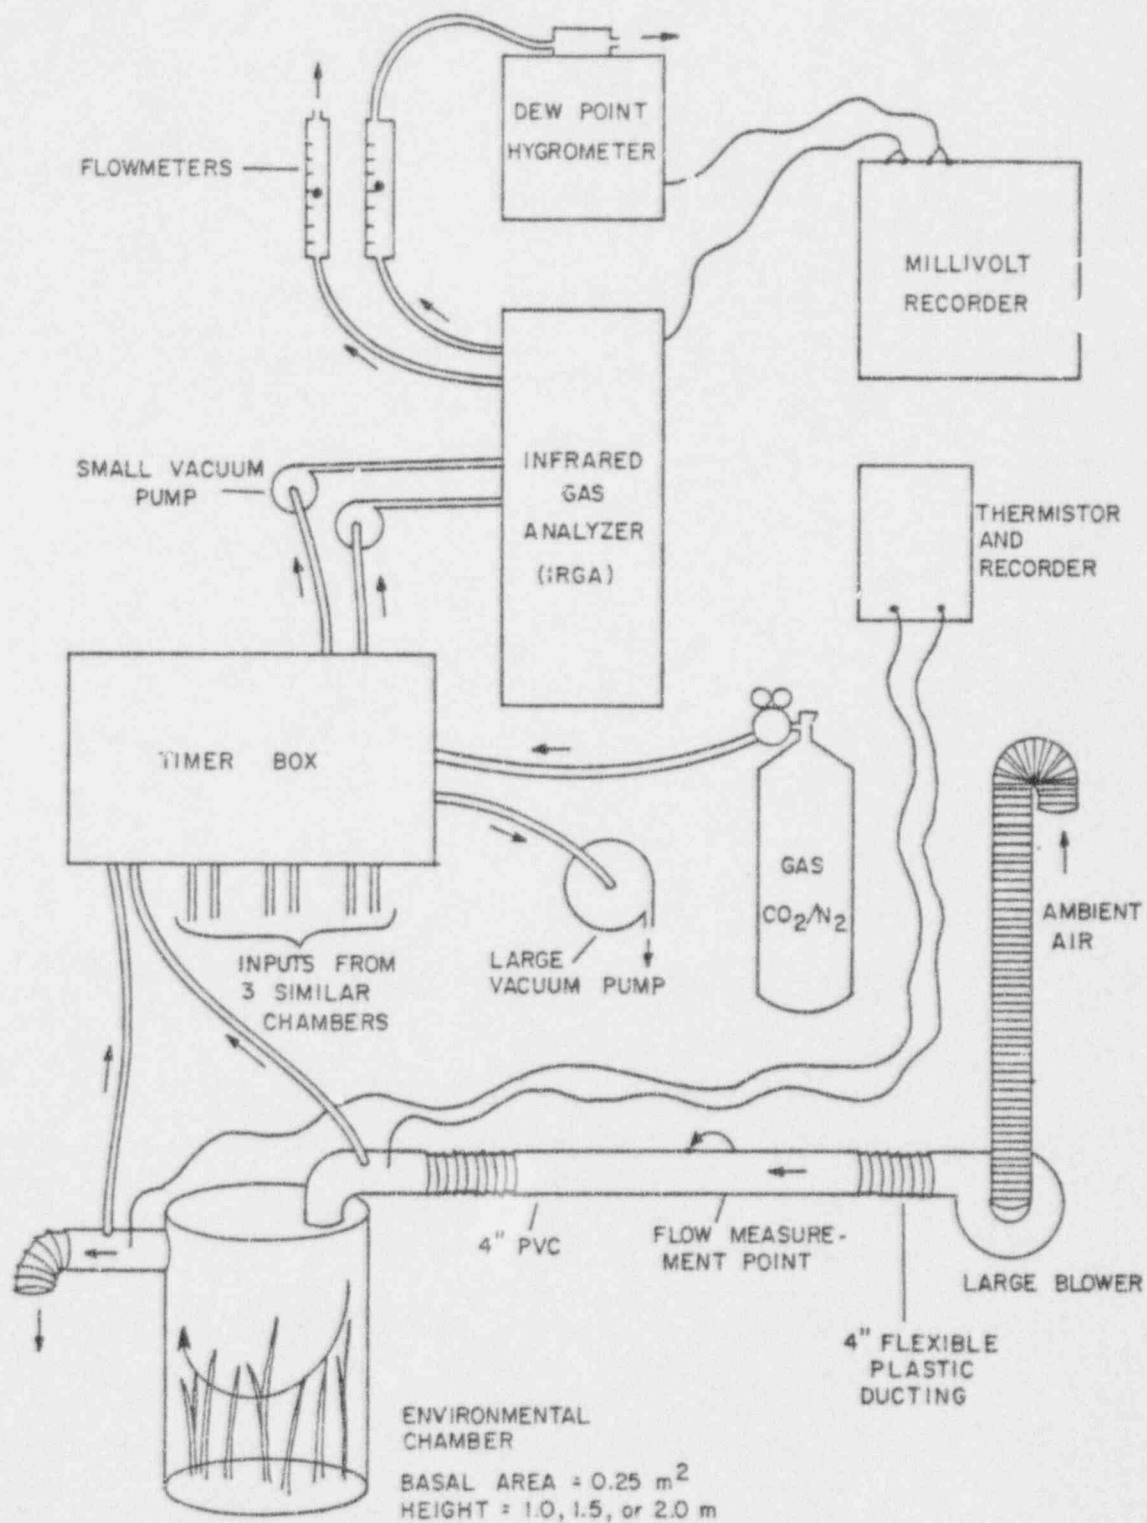 DEW POINT
HYGROMETER
FLOWMETERS
MILLIVOLT
RECORDER
SMALL VACUUM
PUMP
INFRARED
GAS
ANALYZER
(IRGA)
THERMISTOR
AND
RECORDER
TIMER BOX
GAS
CO₂/N₂
AMBIENT
AIR
LARGE
VACUUM PUMP
INPUTS FROM
3 SIMILAR
CHAMBERS
4" PVC
FLOW MEASURE-
MENT POINT
LARGE BLOWER
4" FLEXIBLE
PLASTIC
DUCTING
ENVIRONMENTAL
CHAMBER
BASAL AREA = 0.25 m²
HEIGHT = 1.0, 1.5, or 2.0 m